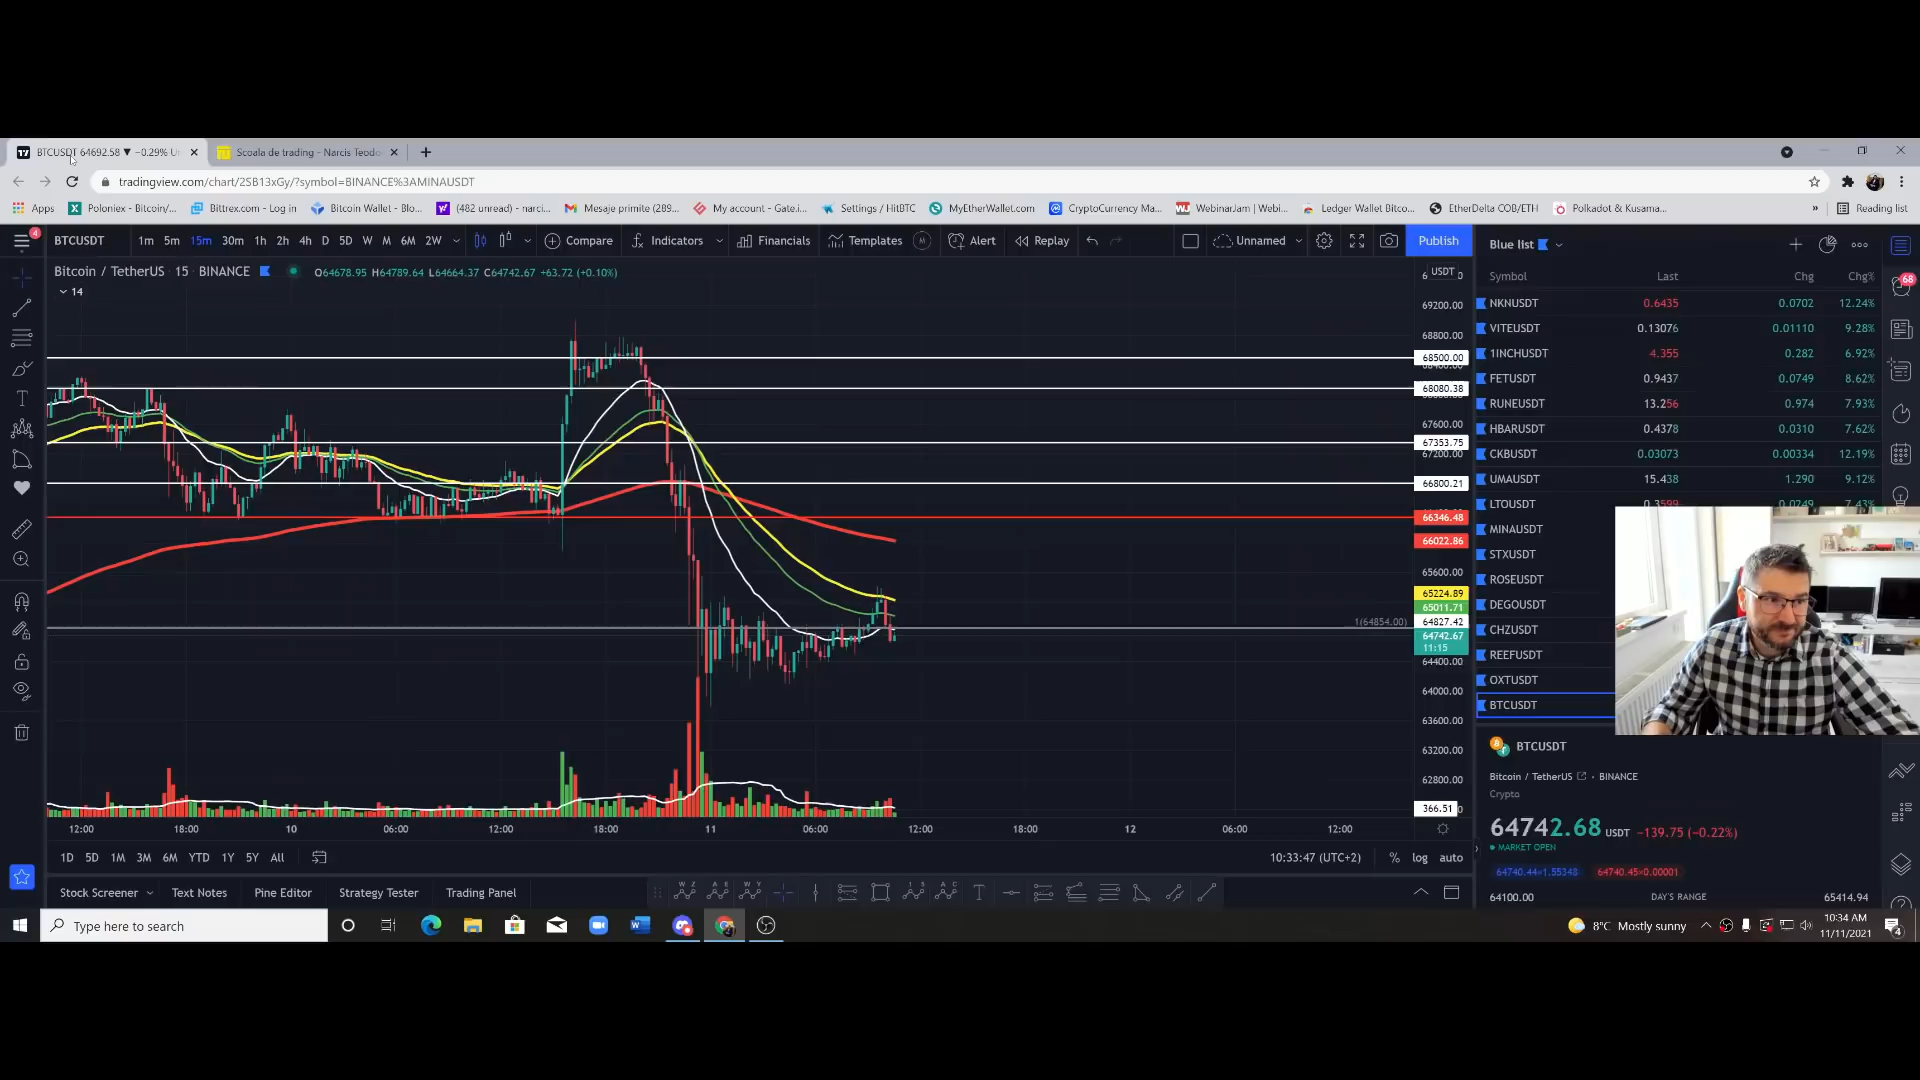 BTCUSDT 64692.58 ▼ −0.29% U
Scoala de trading - Narcis Teodo
tradingview.com/chart/2SB13xGy/?symbol=BINANCE%3AMINAUSDT
Apps Poloniex - Bitcoin/... Bittrex.com - Log in Bitcoin Wallet - Blo... (482 unread) - narci... Mesaje primite (289... My account - Gate.i... Settings / HitBTC MyEtherWallet.com CryptoCurrency Ma... WebinarJam | Webi... Ledger Wallet Bitco... EtherDelta COB/ETH Polkadot & Kusama... » Reading list
4
BTCUSDT 1m 5m 15m 30m 1h 2h 4h D 5D W M 6M 2W Compare Indicators Financials Templates M Alert Replay Unnamed Publish
Bitcoin / TetherUS · 15 · BINANCE O64678.95 H64789.64 L64664.37 C64742.67 +63.72 (+0.10%)
14
USDT
69200.00
68800.00
68500.00
68080.38
67600.00
67353.75
67200.00
66800.21
66346.48
66022.86
65600.00
65224.89
65011.71
1(64854.00)
64827.42
64742.67
11:15
64400.00
64000.00
63600.00
63200.00
62800.00
366.51
12:00 18:00 10 06:00 12:00 18:00 11 06:00 12:00 18:00 12 06:00 12:00
1D 5D 1M 3M 6M YTD 1Y 5Y All 10:33:47 (UTC+2) % log auto
Stock Screener Text Notes Pine Editor Strategy Tester Trading Panel
Blue list
Symbol Last Chg Chg%
68
NKNUSDT 0.6435 0.0702 12.24%
VITEUSDT 0.13076 0.01110 9.28%
1INCHUSDT 4.355 0.282 6.92%
FETUSDT 0.9437 0.0749 8.62%
RUNEUSDT 13.256 0.974 7.93%
HBARUSDT 0.4378 0.0310 7.62%
CKBUSDT 0.03073 0.00334 12.19%
UMAUSDT 15.438 1.290 9.12%
LTOUSDT 0.3599 0.0249 7.43%
MINAUSDT
STXUSDT
ROSEUSDT
DEGOUSDT
CHZUSDT
REEFUSDT
OXTUSDT
BTCUSDT
BTCUSDT
Bitcoin / TetherUS · BINANCE
Crypto
64742.68 USDT −139.75 (−0.22%)
MARKET OPEN
64740.44×1.55348 64740.45×0.00001
64100.00 DAY'S RANGE 65414.94
Type here to search
8°C Mostly sunny
10:34 AM
11/11/2021
4